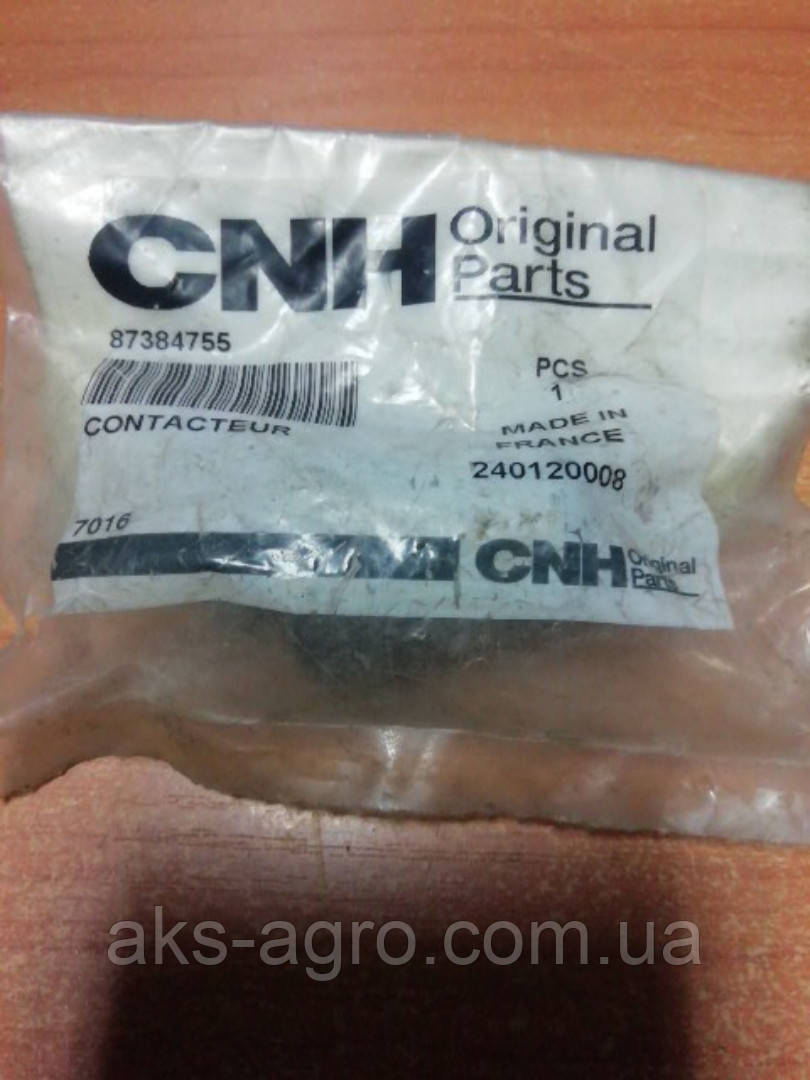 CNH Original Parts
87384755
PCS
1
CONTACTEUR
MADE IN
FRANCE
240120008
7016
CNH Original Parts
aks-agro.com.ua